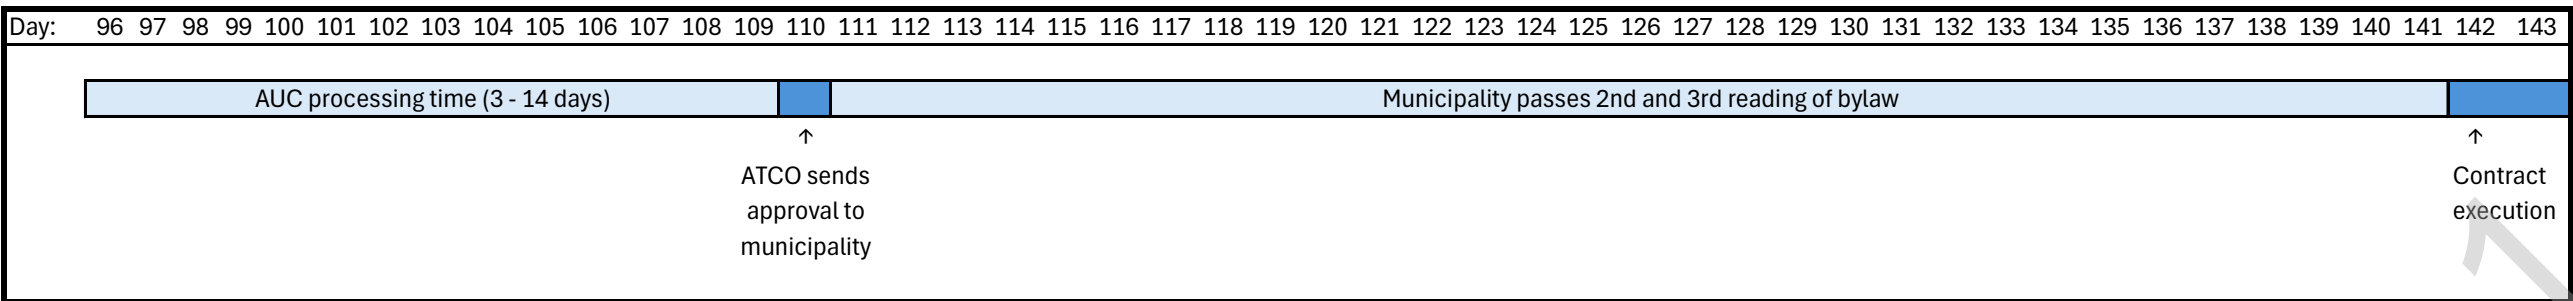 Day: 96 97 98 99 100 101 102 103 104 105 106 107 108 109 110 111 112 113 114 115 116 117 118 119 120 121 122 123 124 125 126 127 128 129 130 131 132 133 134 135 136 137 138 139 140 141 142 143
AUC processing time (3 - 14 days) Municipality passes 2nd and 3rd reading of bylaw
↑ ↑
ATCO sends Contract
approval to execution
municipality